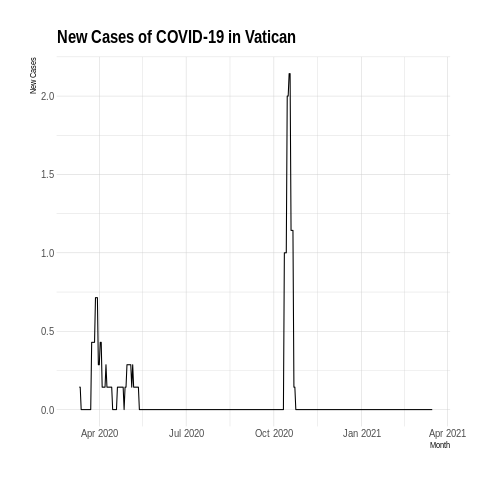 New Cases of COVID-19 in Vatican
New Cases
2.0
1.5
1.0
0.5
0.0
Apr 2020 Jul 2020 Oct 2020 Jan 2021 Apr 2021
Month